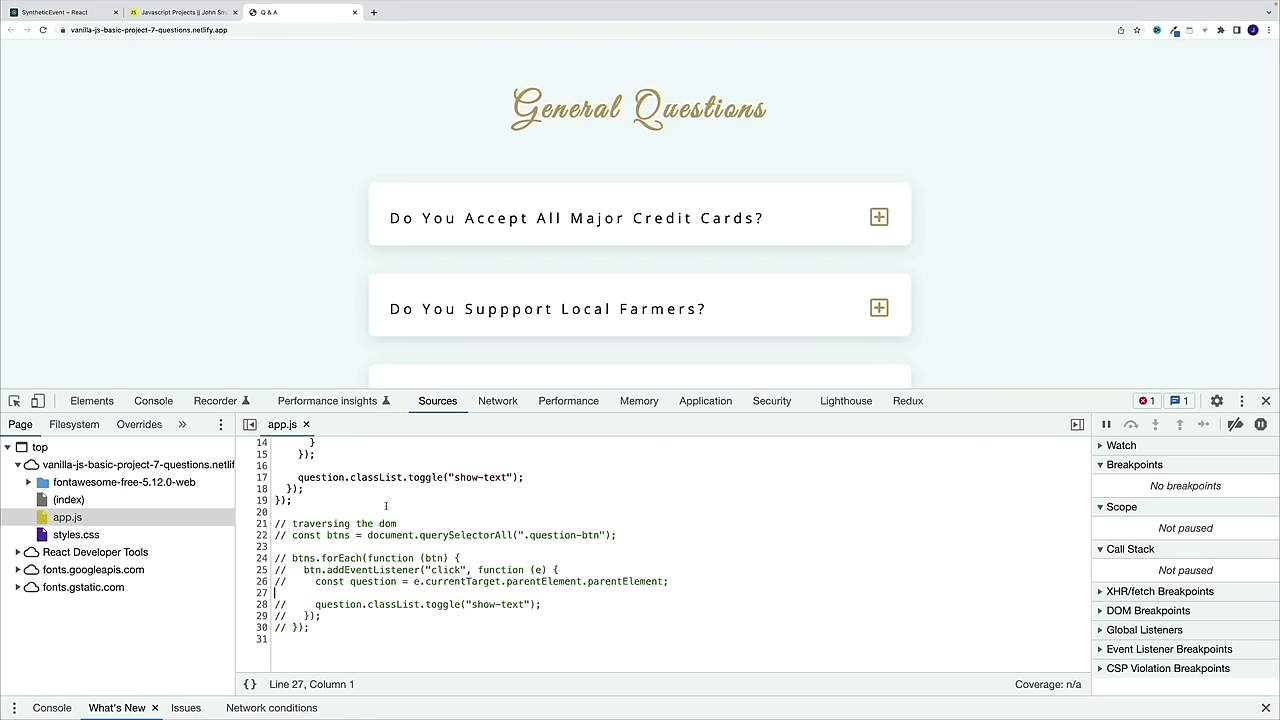 SyntheticEvent – React
Javascript Projects || John Sm
Q & A
vanilla-js-basic-project-7-questions.netlify.app
General Questions
Do You Accept All Major Credit Cards?
Do You Suppport Local Farmers?
Elements Console Recorder Performance insights Sources Network Performance Memory Application Security Lighthouse Redux 1 1
Page Filesystem Overrides »
app.js
top
vanilla-js-basic-project-7-questions.netlif
fontawesome-free-5.12.0-web
(index)
app.js
styles.css
React Developer Tools
fonts.googleapis.com
fonts.gstatic.com
14 }
15 });
16
17 question.classList.toggle("show-text");
18 });
19 });
20
21 // traversing the dom
22 // const btns = document.querySelectorAll(".question-btn");
23
24 // btns.forEach(function (btn) {
25 // btn.addEventListener("click", function (e) {
26 // const question = e.currentTarget.parentElement.parentElement;
27
28 // question.classList.toggle("show-text");
29 // });
30 // });
31
{} Line 27, Column 1
Coverage: n/a
Watch
Breakpoints
No breakpoints
Scope
Not paused
Call Stack
Not paused
XHR/fetch Breakpoints
DOM Breakpoints
Global Listeners
Event Listener Breakpoints
CSP Violation Breakpoints
Console What's New Issues Network conditions